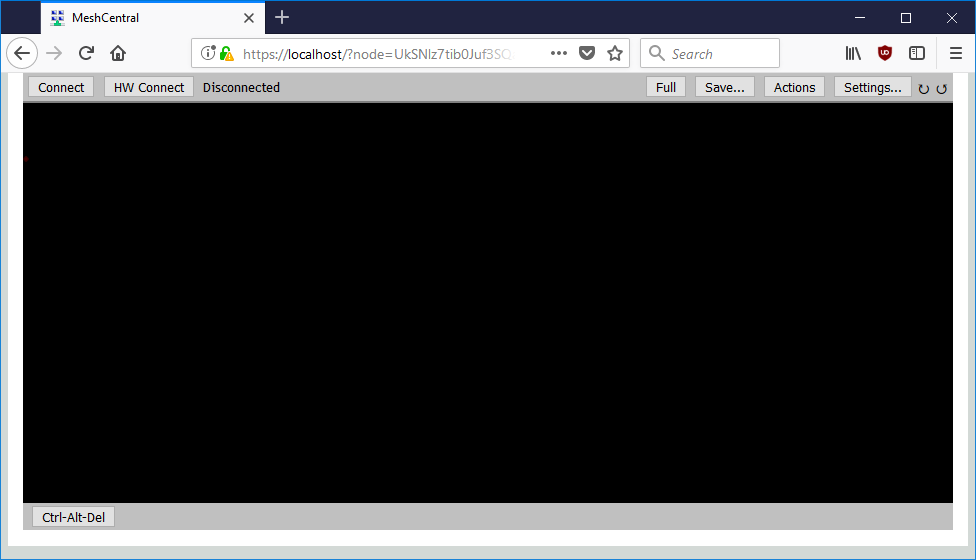 MeshCentral
https://localhost/?node=UkSNlz7tib0Juf3SQ
Search
Connect HW Connect Disconnected Full Save... Actions Settings...
Ctrl-Alt-Del